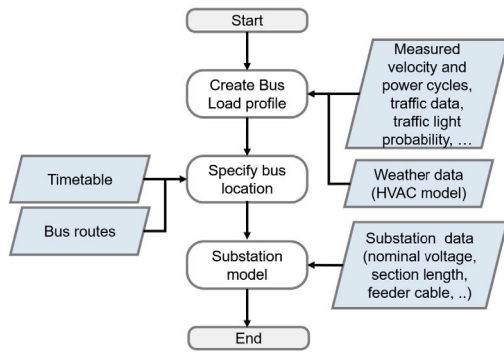 Start
Create Bus
Load profile
Measured
velocity and
power cycles,
traffic data,
traffic light
probability, ...
Weather data
(HVAC model)
Timetable
Bus routes
Specify bus
location
Substation
model
Substation data
(nominal voltage,
section length,
feeder cable, ..)
End